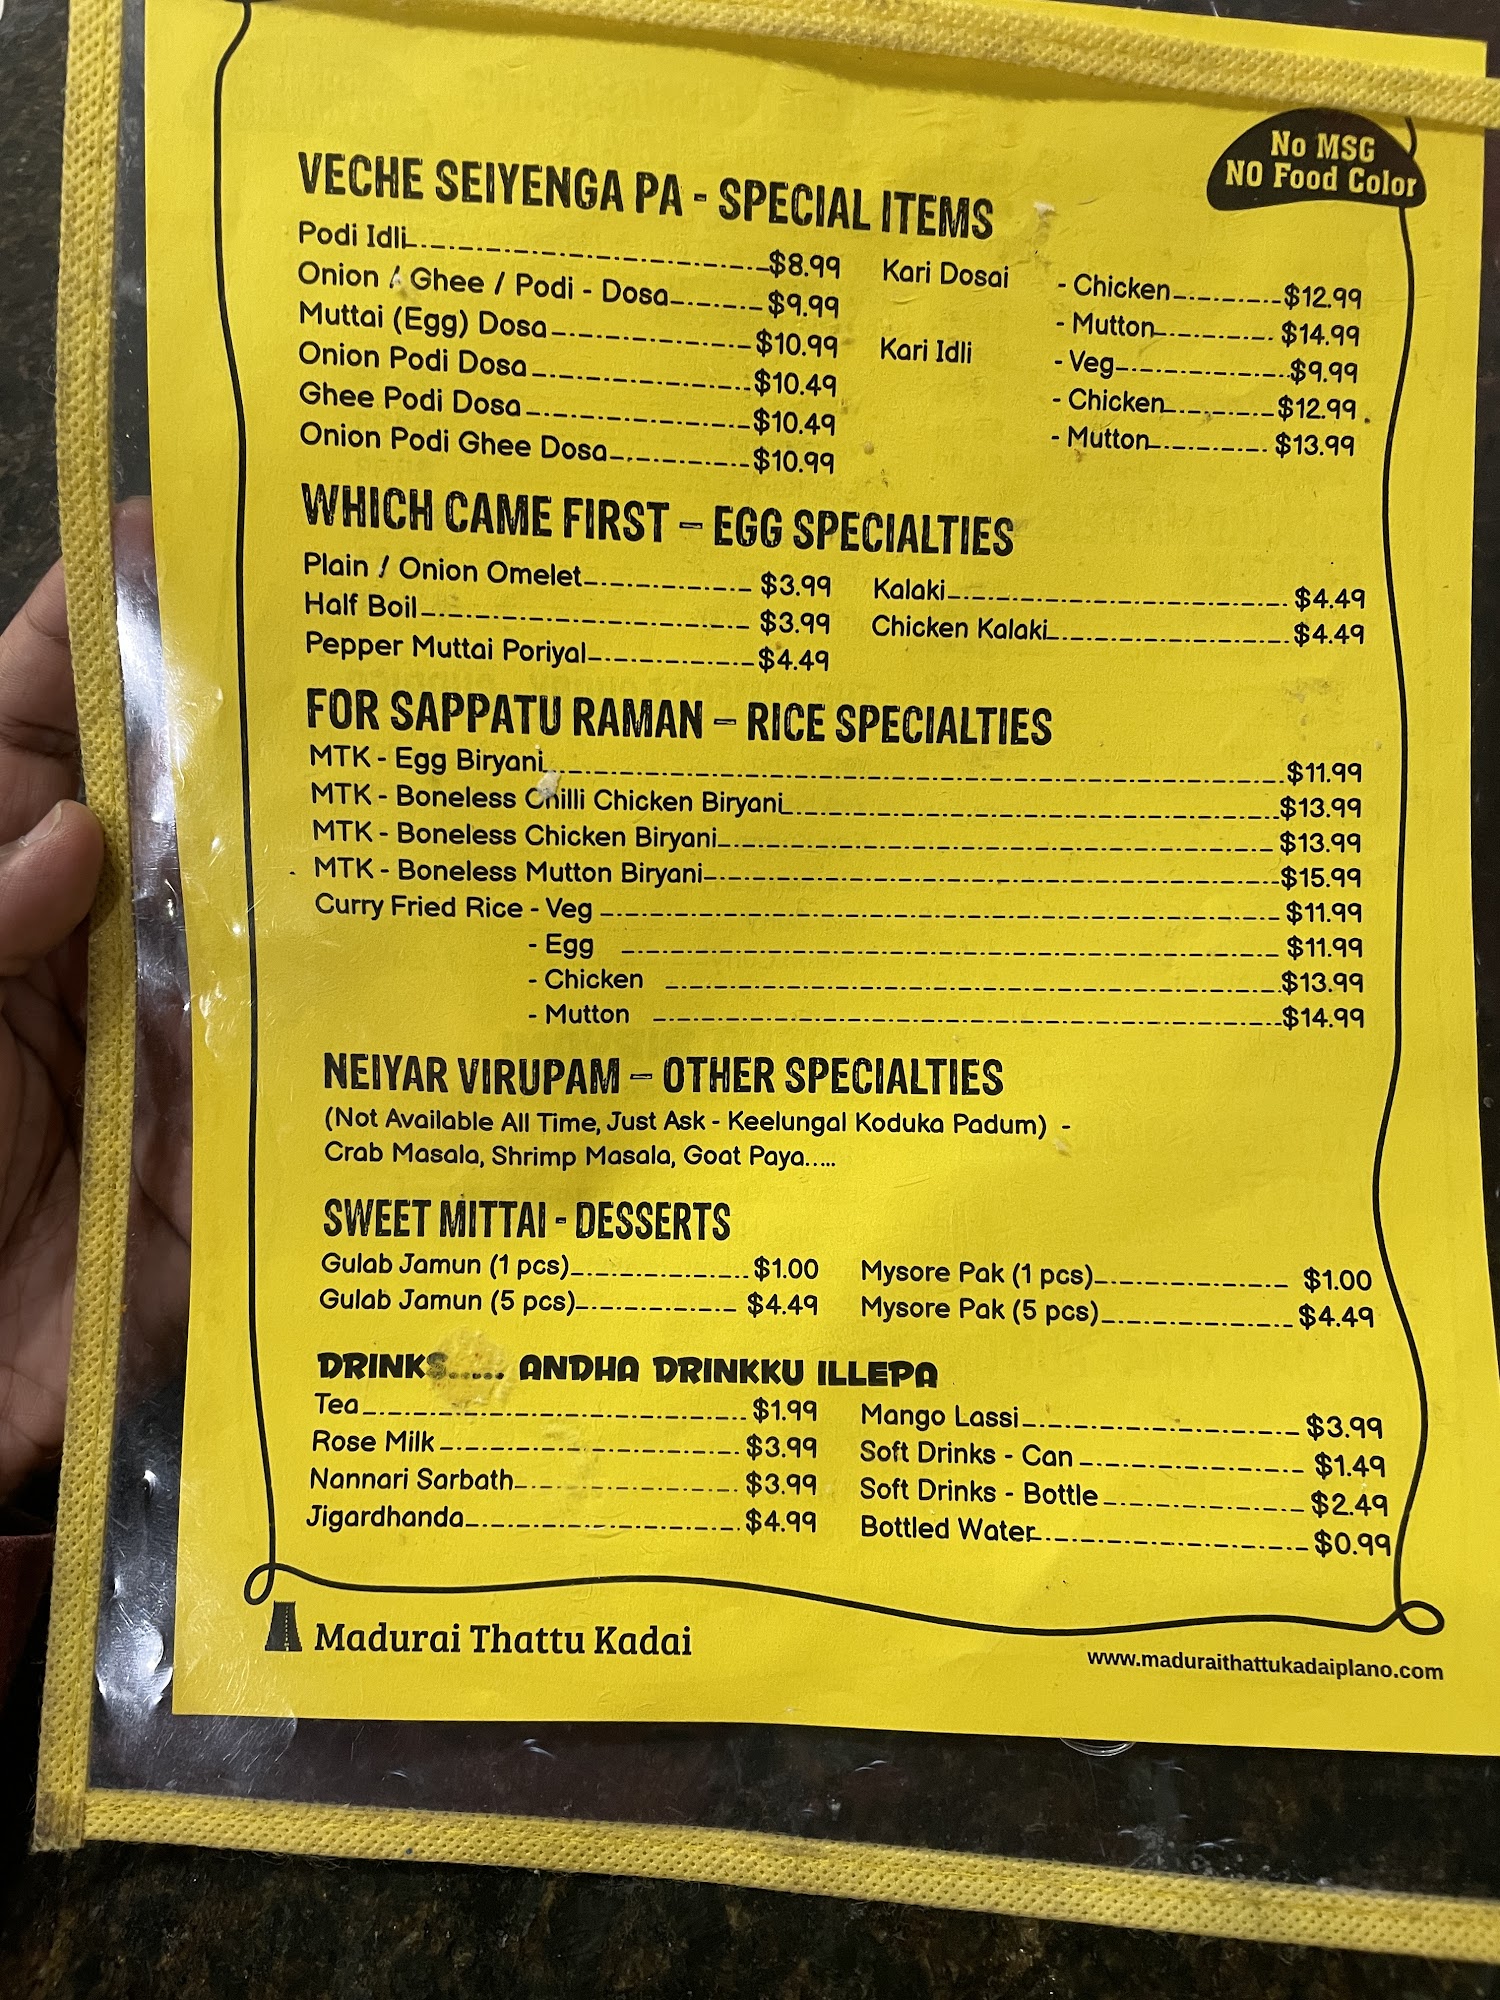 No MSG
NO Food Color
VECHE SEIYENGA PA - SPECIAL ITEMS
Podi Idli $8.99
Onion / Ghee / Podi - Dosa $9.99
Muttai (Egg) Dosa $10.99
Onion Podi Dosa $10.49
Ghee Podi Dosa $10.49
Onion Podi Ghee Dosa $10.99
Kari Dosai - Chicken $12.99
- Mutton $14.99
Kari Idli - Veg $9.99
- Chicken $12.99
- Mutton $13.99
WHICH CAME FIRST – EGG SPECIALTIES
Plain / Onion Omelet $3.99
Half Boil $3.99
Pepper Muttai Poriyal $4.49
Kalaki $4.49
Chicken Kalaki $4.49
FOR SAPPATU RAMAN – RICE SPECIALTIES
MTK - Egg Biryani $11.99
MTK - Boneless Chilli Chicken Biryani $13.99
MTK - Boneless Chicken Biryani $13.99
MTK - Boneless Mutton Biryani $15.99
Curry Fried Rice - Veg $11.99
- Egg $11.99
- Chicken $13.99
- Mutton $14.99
NEIYAR VIRUPAM – OTHER SPECIALTIES
(Not Available All Time, Just Ask - Keelungal Koduka Padum) -
Crab Masala, Shrimp Masala, Goat Paya.....
SWEET MITTAI - DESSERTS
Gulab Jamun (1 pcs) $1.00
Gulab Jamun (5 pcs) $4.49
Mysore Pak (1 pcs) $1.00
Mysore Pak (5 pcs) $4.49
DRINKS..... ANDHA DRINKKU ILLEPA
Tea $1.99
Rose Milk $3.99
Nannari Sarbath $3.99
Jigardhanda $4.99
Mango Lassi $3.99
Soft Drinks - Can $1.49
Soft Drinks - Bottle $2.49
Bottled Water $0.99
Madurai Thattu Kadai
www.maduraithattukadaiplano.com